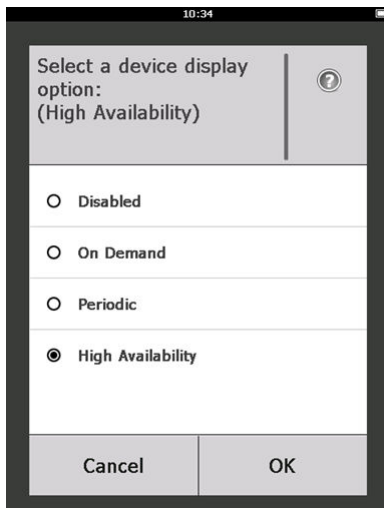 10:34
Select a device display
option:
(High Availability)
?
Disabled
On Demand
Periodic
High Availability
Cancel
OK